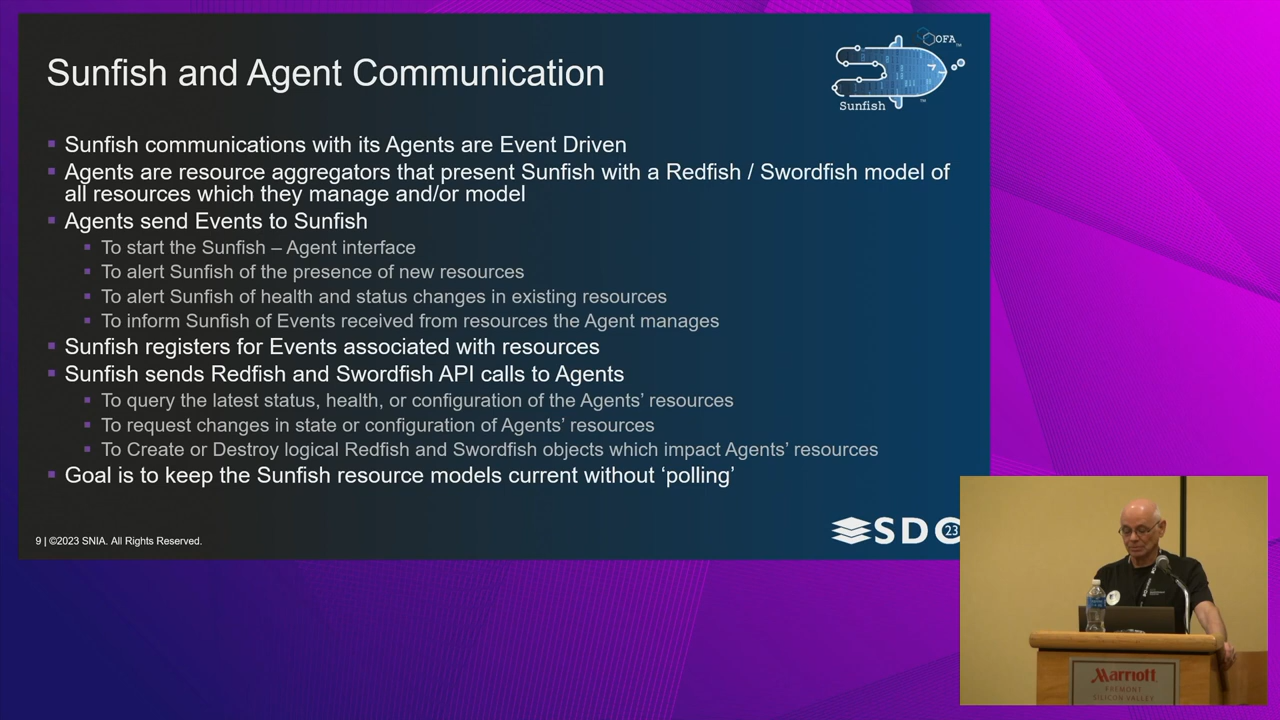 Sunfish and Agent Communication
OFA
TM
Sunfish
TM
Sunfish communications with its Agents are Event Driven
Agents are resource aggregators that present Sunfish with a Redfish / Swordfish model of
all resources which they manage and/or model
Agents send Events to Sunfish
To start the Sunfish – Agent interface
To alert Sunfish of the presence of new resources
To alert Sunfish of health and status changes in existing resources
To inform Sunfish of Events received from resources the Agent manages
Sunfish registers for Events associated with resources
Sunfish sends Redfish and Swordfish API calls to Agents
To query the latest status, health, or configuration of the Agents’ resources
To request changes in state or configuration of Agents’ resources
To Create or Destroy logical Redfish and Swordfish objects which impact Agents’ resources
Goal is to keep the Sunfish resource models current without ‘polling’
9 | ©2023 SNIA. All Rights Reserved.
SDC 23
Marriott
FREMONT
SILICON VALLEY